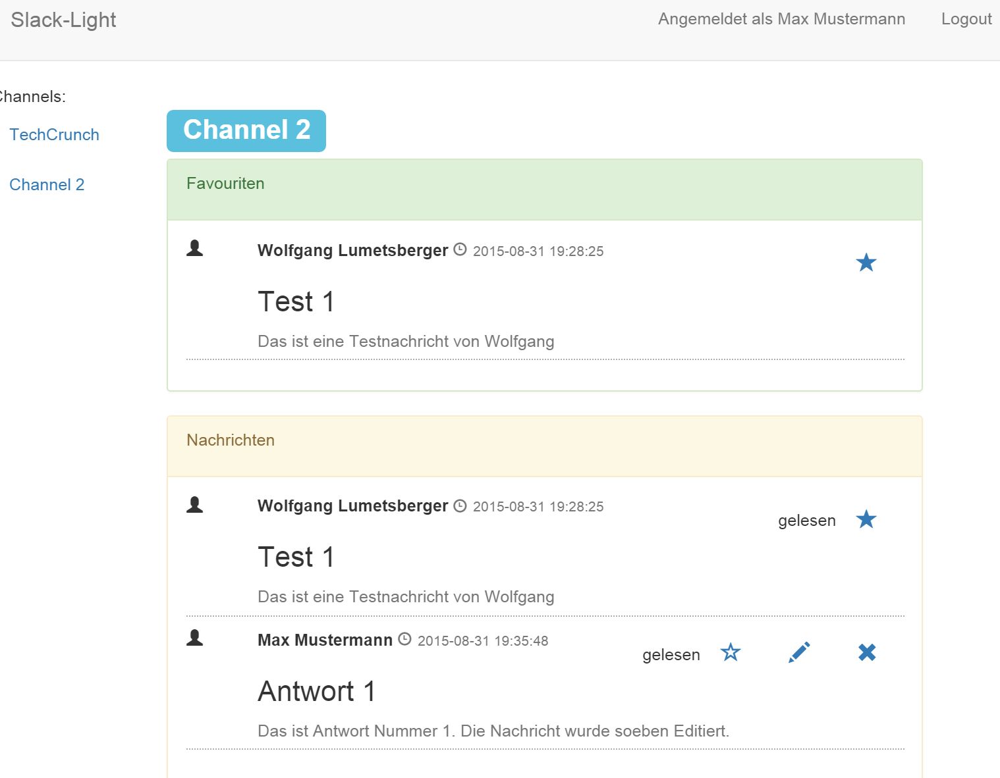 Slack-Light
Angemeldet als Max Mustermann
Logout
Channels:
TechCrunch
Channel 2
Channel 2
Favouriten
Wolfgang Lumetsberger 2015-08-31 19:28:25
Test 1
Das ist eine Testnachricht von Wolfgang
Nachrichten
Wolfgang Lumetsberger 2015-08-31 19:28:25
gelesen
Test 1
Das ist eine Testnachricht von Wolfgang
Max Mustermann 2015-08-31 19:35:48
gelesen
Antwort 1
Das ist Antwort Nummer 1. Die Nachricht wurde soeben Editiert.